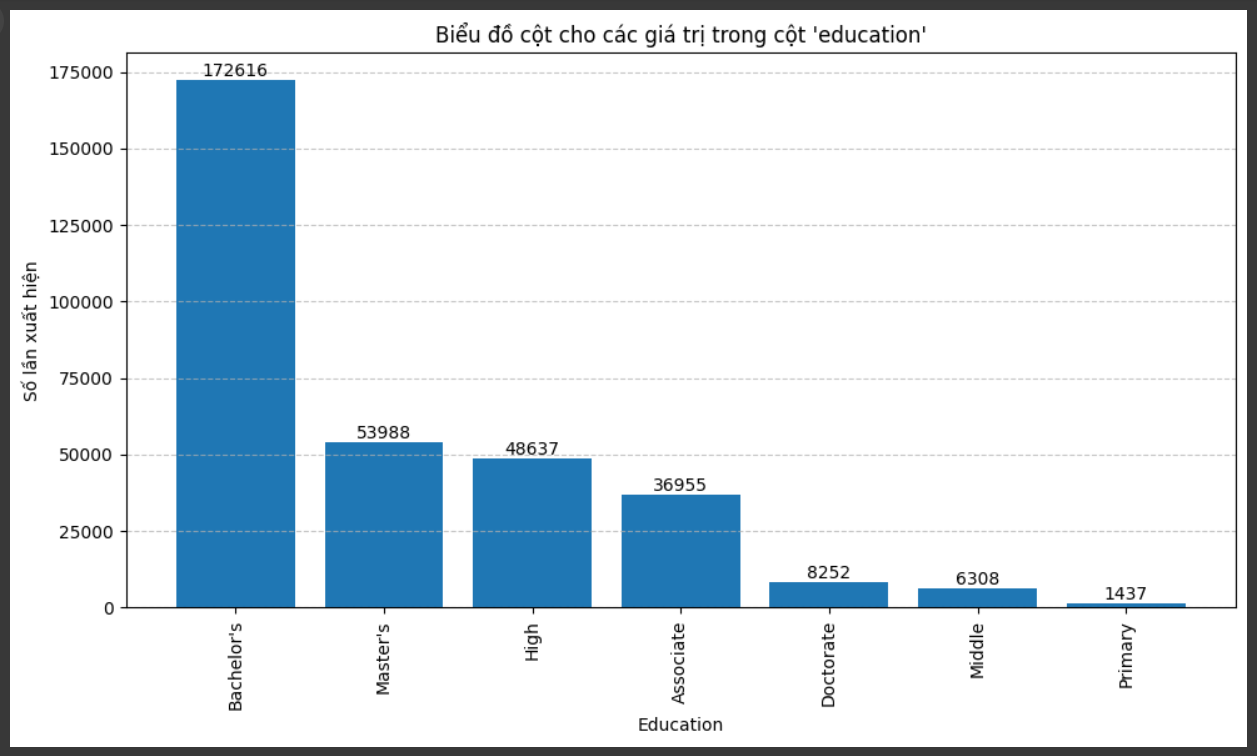 Biểu đồ cột cho các giá trị trong cột 'education'
Số lần xuất hiện
175000
150000
125000
100000
75000
50000
25000
0
172616
53988
48637
36955
8252
6308
1437
Bachelor's
Master's
High
Associate
Doctorate
Middle
Primary
Education